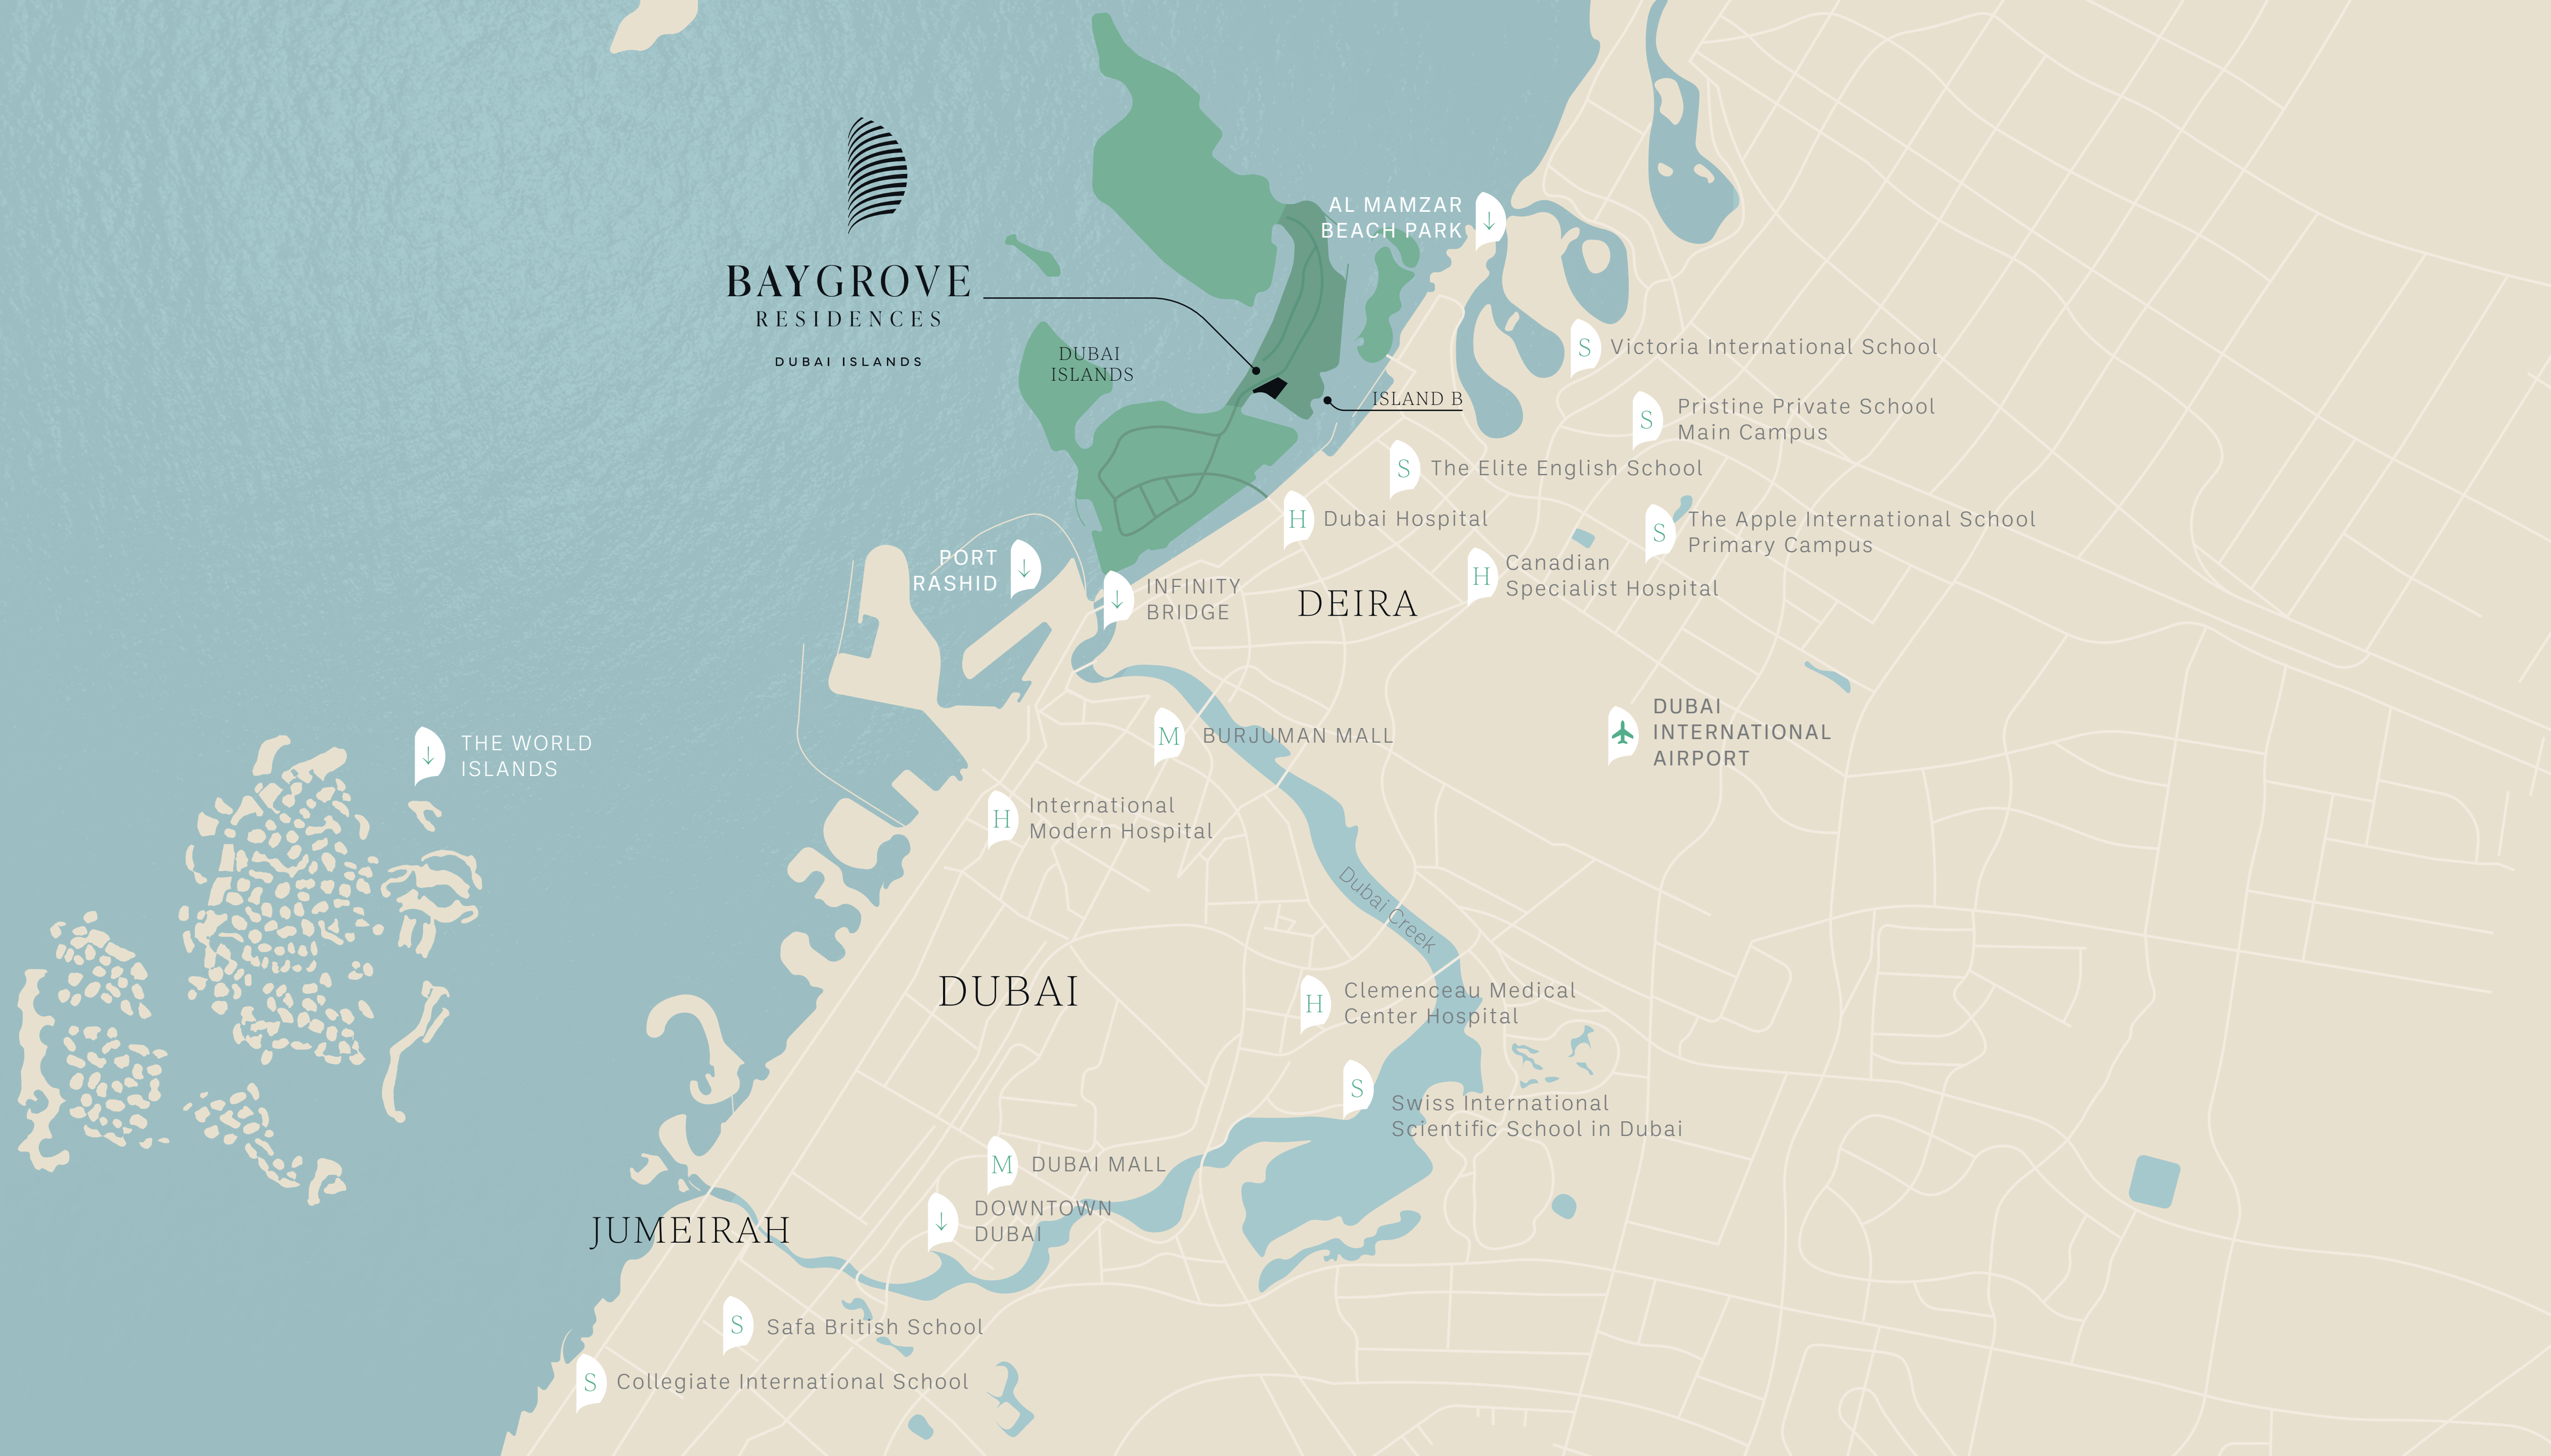 BAYGROVE
RESIDENCES
DUBAI ISLANDS
AL MAMZAR
BEACH PARK
DUBAI
ISLANDS
ISLAND B
S
Victoria International School
S
Pristine Private School
Main Campus
S
The Elite English School
H
Dubai Hospital
S
The Apple International School
Primary Campus
H
Canadian
Specialist Hospital
PORT
RASHID
INFINITY
BRIDGE
DEIRA
DUBAI
INTERNATIONAL
AIRPORT
M
BURJUMAN MALL
THE WORLD
ISLANDS
H
International
Modern Hospital
Dubai Creek
DUBAI
H
Clemenceau Medical
Center Hospital
S
Swiss International
Scientific School in Dubai
M
DUBAI MALL
DOWNTOWN
DUBAI
JUMEIRAH
S
Safa British School
S
Collegiate International School